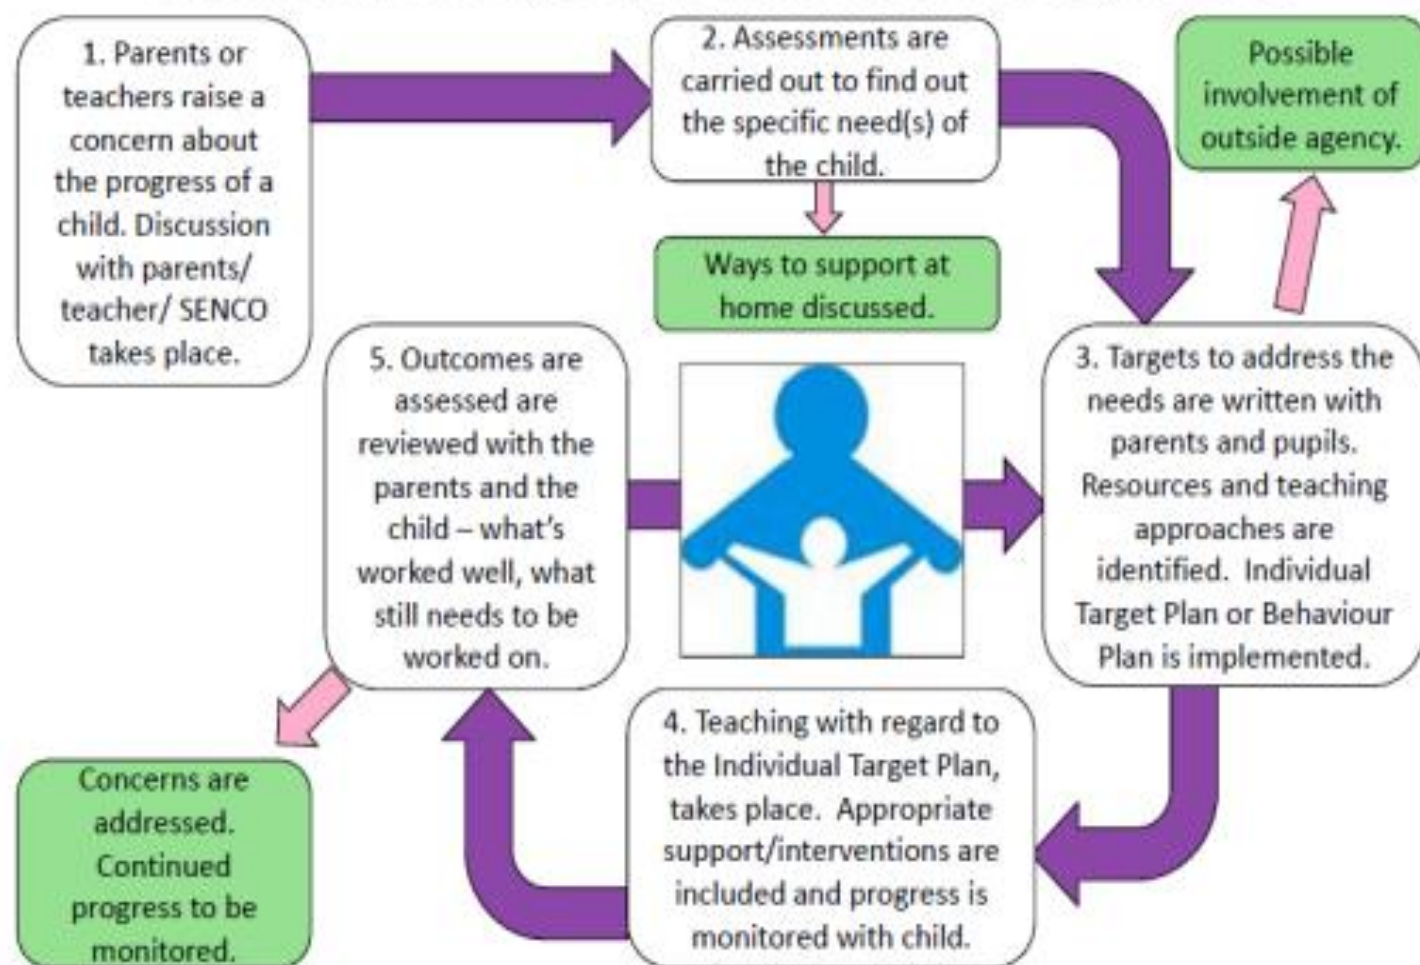 1. Parents or
teachers raise a
concern about
the progress of a
child. Discussion
with parents/
teacher/ SENCO
takes place.
2. Assessments are
carried out to find out
the specific need(s) of
the child.
Ways to support at
home discussed.
Possible
involvement of
outside agency.
3. Targets to address the
needs are written with
parents and pupils.
Resources and teaching
approaches are
identified. Individual
Target Plan or Behaviour
Plan is implemented.
4. Teaching with regard to
the Individual Target Plan,
takes place. Appropriate
support/interventions are
included and progress is
monitored with child.
5. Outcomes are
assessed are
reviewed with the
parents and the
child – what's
worked well, what
still needs to be
worked on.
Concerns are
addressed.
Continued
progress to be
monitored.